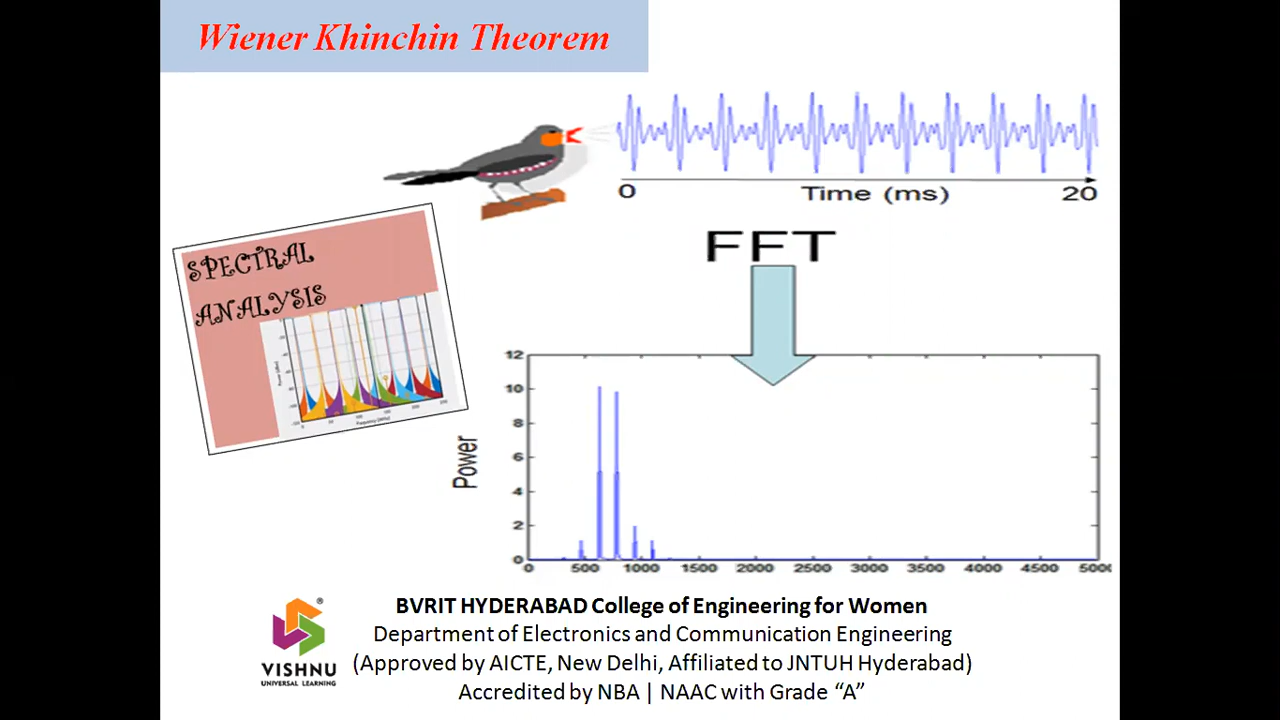 Wiener Khinchin Theorem
0 Time (ms) 20
FFT
SPECTRAL
ANALYSIS
Power
12
10
8
6
4
2
0
0 500 1000 1500 2000 2500 3000 3500 4000 4500 5000
BVRIT HYDERABAD College of Engineering for Women
Department of Electronics and Communication Engineering
(Approved by AICTE, New Delhi, Affiliated to JNTUH Hyderabad)
Accredited by NBA | NAAC with Grade “A”
®
VISHNU
UNIVERSAL LEARNING